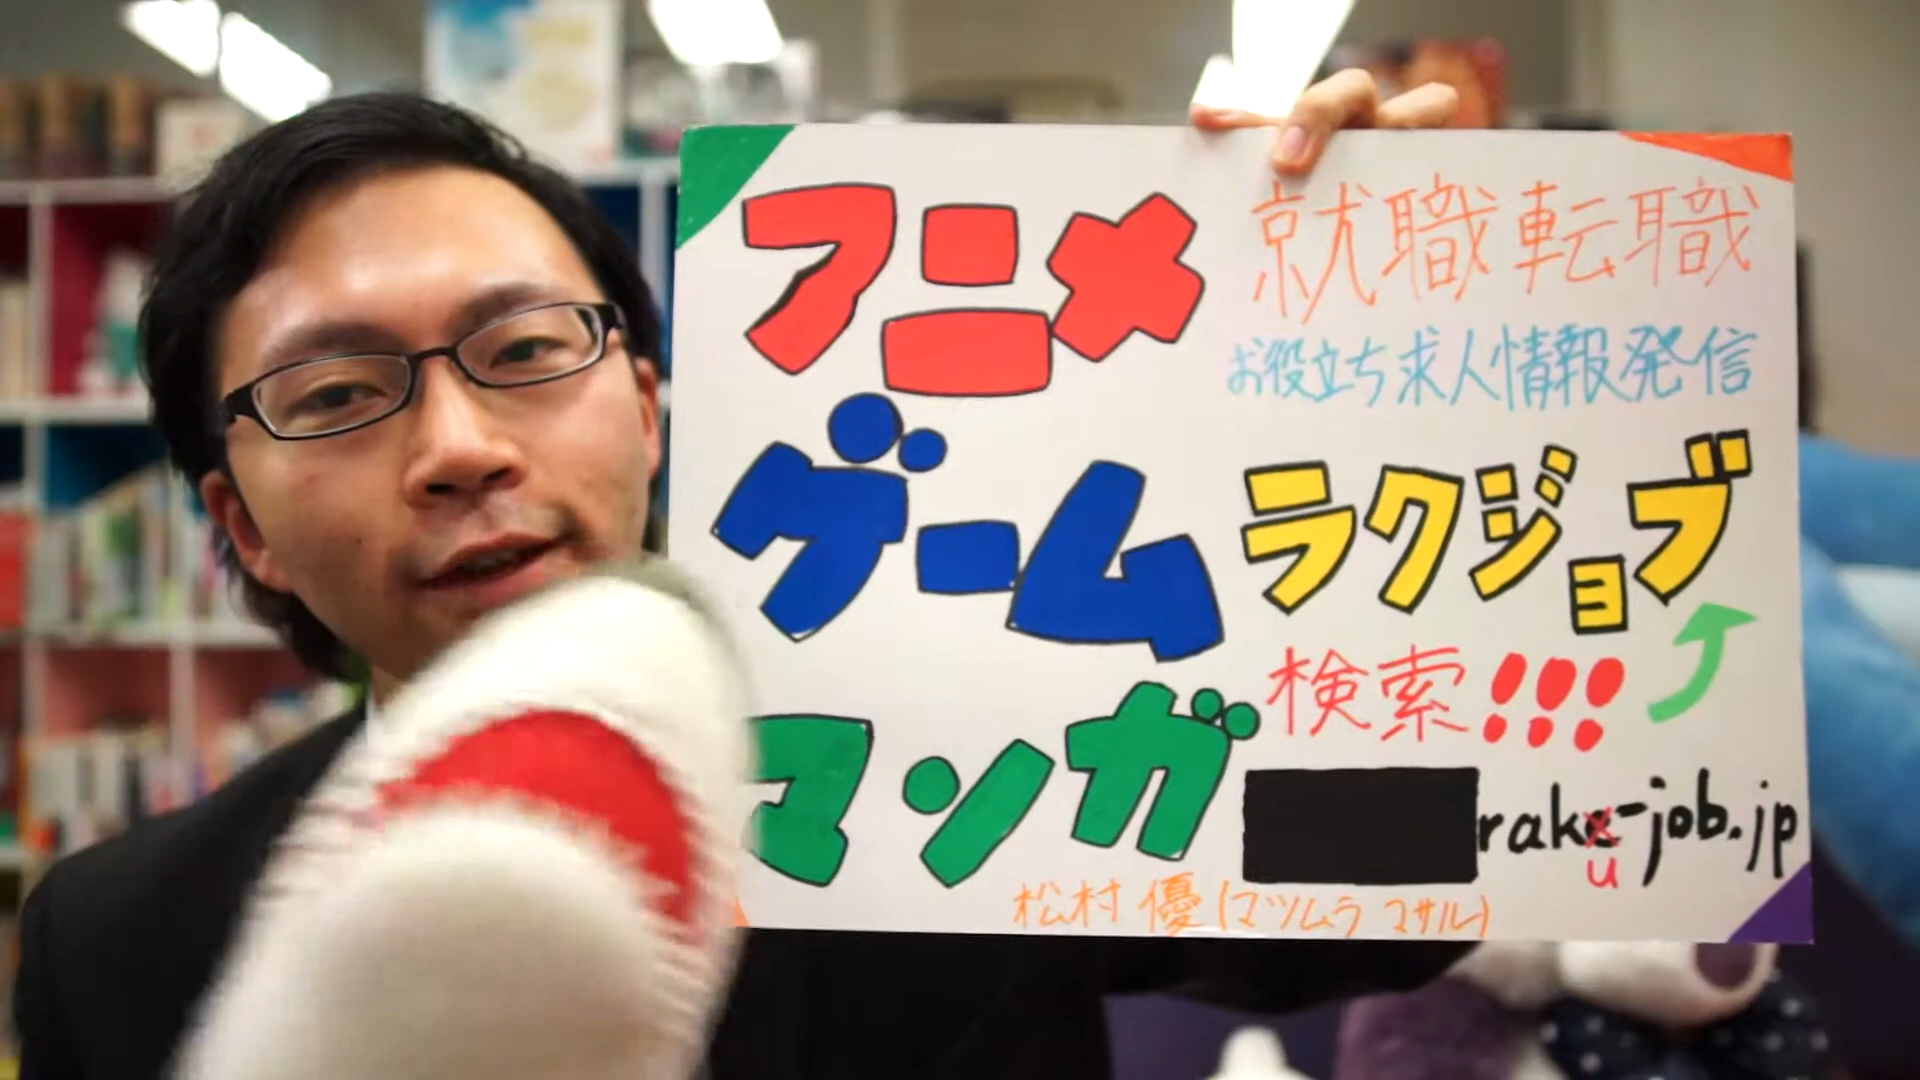 アニメ
ゲーム
マンガ
就職転職
お役立ち求人情報発信
ラクジョブ
検索!!!
rake-job.jp
u
松村 優 (マツムラ マサル)